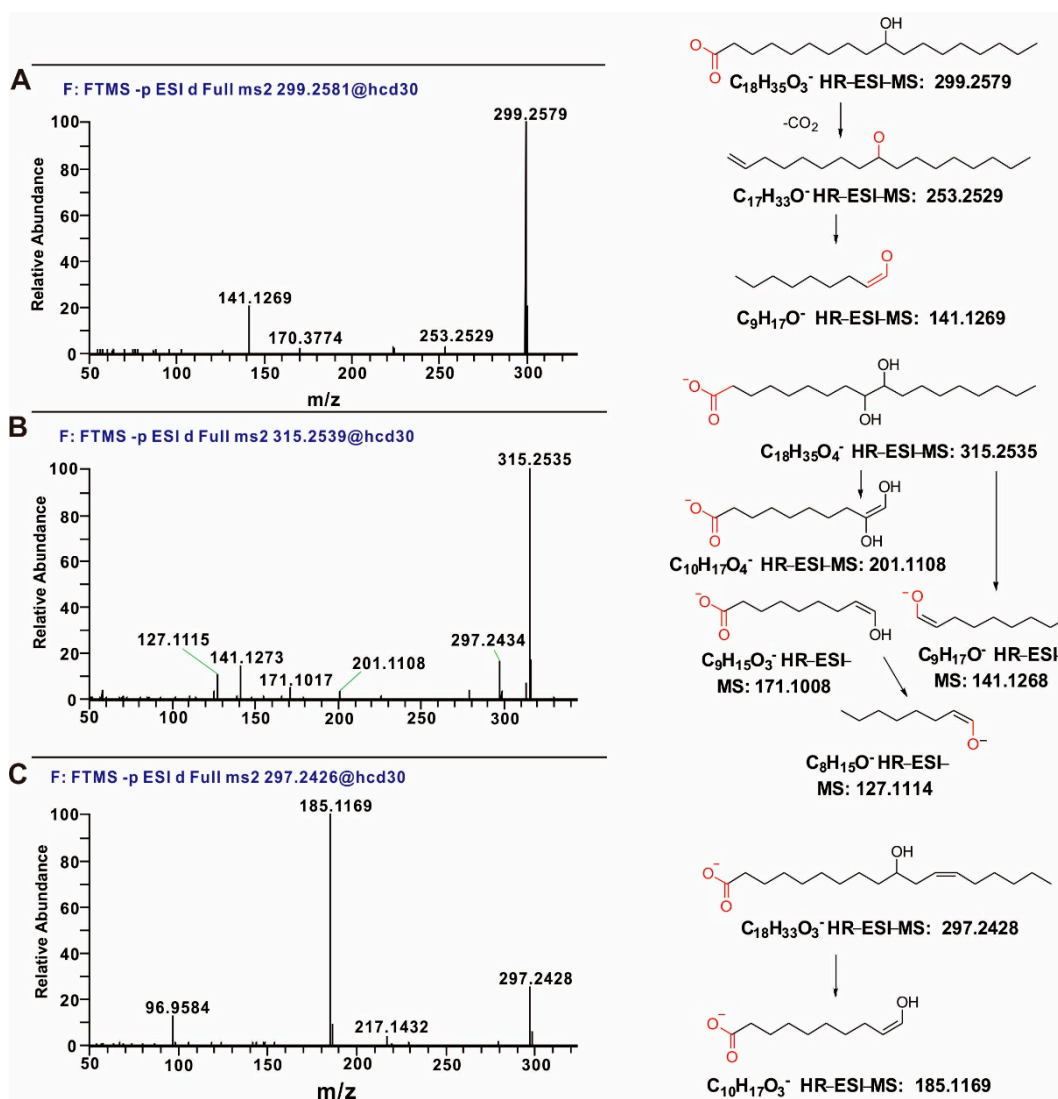 A
F: FTMS -p ESI d Full ms2 299.2581@hcd30
Relative Abundance
100
80
60
40
20
0
299.2579
141.1269
170.3774
253.2529
50
100
150
200
250
300
m/z
OH
O
O
C₁₈H₃₅O₃⁻ HR-ESI-MS: 299.2579
-CO₂
O
C₁₇H₃₃O⁻ HR-ESI-MS: 253.2529
O
C₉H₁₇O⁻ HR-ESI-MS: 141.1269
B
F: FTMS -p ESI d Full ms2 315.2539@hcd30
Relative Abundance
100
80
60
40
20
0
315.2535
127.1115
141.1273
171.1017
201.1108
297.2434
50
100
150
200
250
300
m/z
OH
⁻O
O
OH
C₁₈H₃₅O₄⁻ HR-ESI-MS: 315.2535
OH
⁻O
O
OH
C₁₀H₁₇O₄⁻ HR-ESI-MS: 201.1108
⁻O
O
OH
C₉H₁₅O₃⁻ HR-ESI-
MS: 171.1008
⁻O
C₉H₁₇O⁻ HR-ESI-
MS: 141.1268
O⁻
C₈H₁₅O⁻ HR-ESI-
MS: 127.1114
C
F: FTMS -p ESI d Full ms2 297.2426@hcd30
Relative Abundance
100
80
60
40
20
0
185.1169
96.9584
217.1432
297.2428
50
100
150
200
250
300
m/z
OH
⁻O
O
C₁₈H₃₃O₃⁻ HR-ESI-MS: 297.2428
OH
⁻O
O
C₁₀H₁₇O₃⁻ HR-ESI-MS: 185.1169